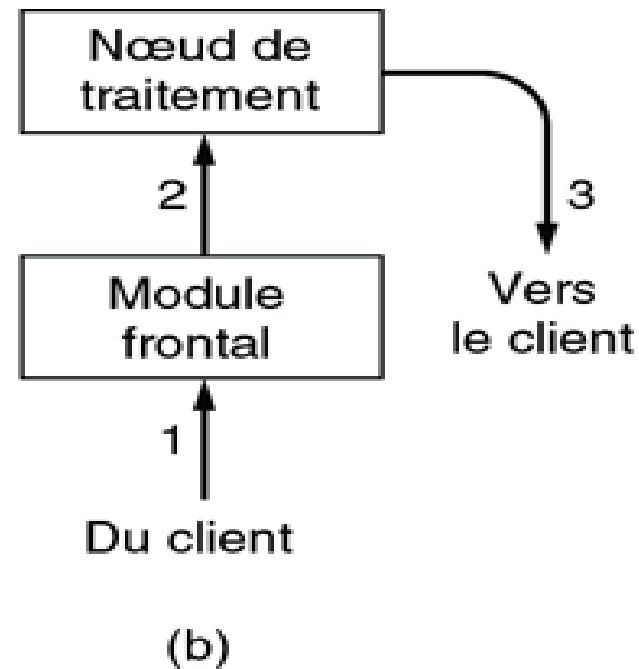 Nœud de
traitement
2
3
Module
frontal
Vers
le client
1
Du client
(b)